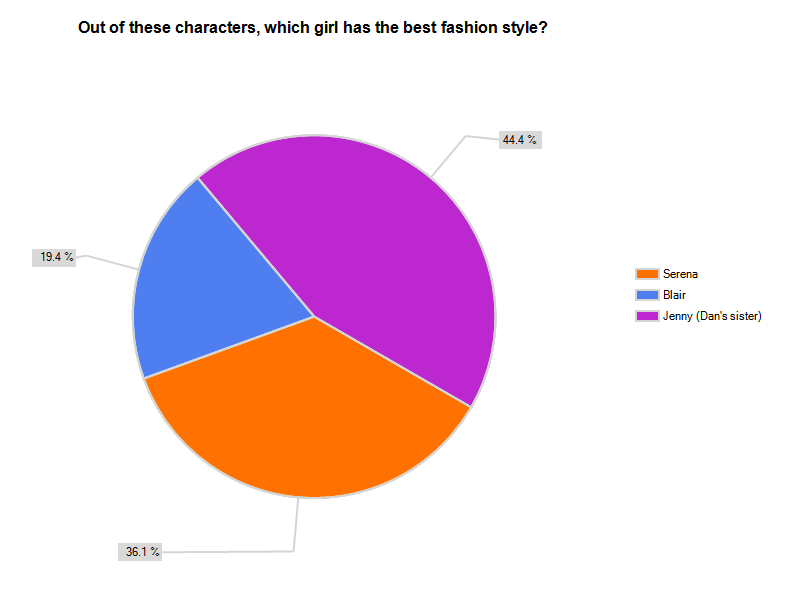 Out of these characters, which girl has the best fashion style?
44.4 %
19.4 %
Serena
Blair
Jenny (Dan's sister)
36.1 %